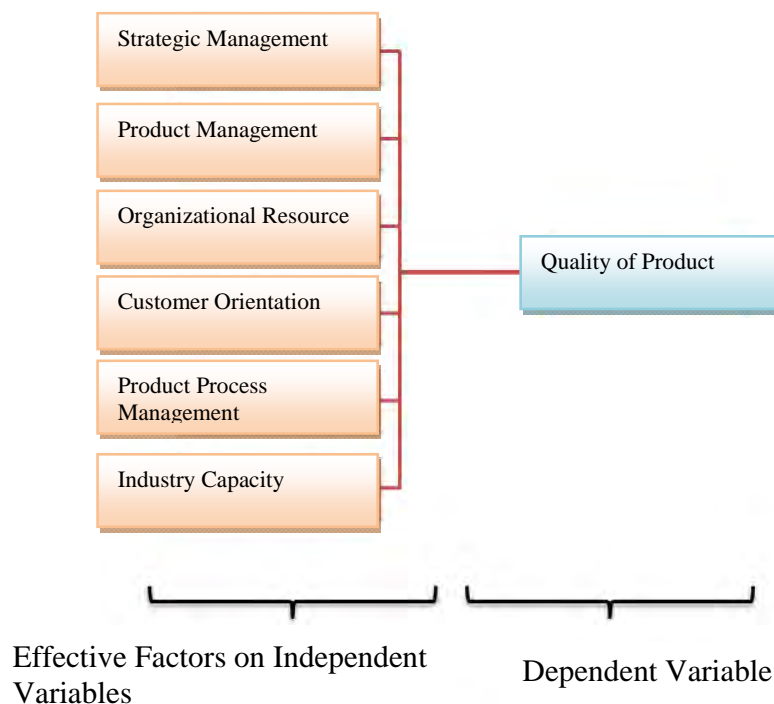 Strategic Management
Product Management
Organizational Resource
Customer Orientation
Product Process
Management
Industry Capacity
Quality of Product
Effective Factors on Independent
Variables
Dependent Variable